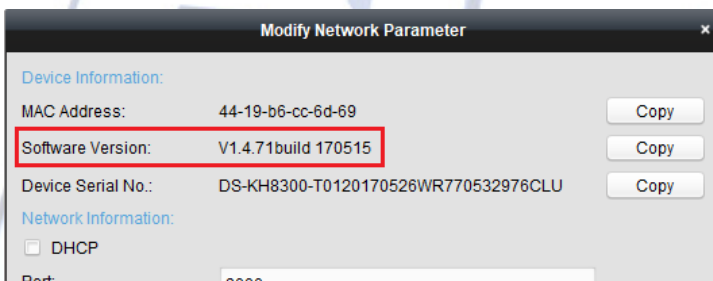 Modify Network Parameter ×
Device Information:
MAC Address: 44-19-b6-cc-6d-69 Copy
Software Version: V1.4.71build 170515 Copy
Device Serial No.: DS-KH8300-T0120170526WR770532976CLU Copy
Network Information:
DHCP
Port: